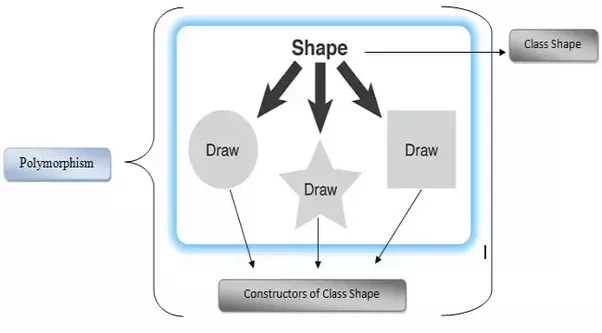 Shape
Class Shape
Draw
Draw
Polymorphism
Draw
Constructors of Class Shape